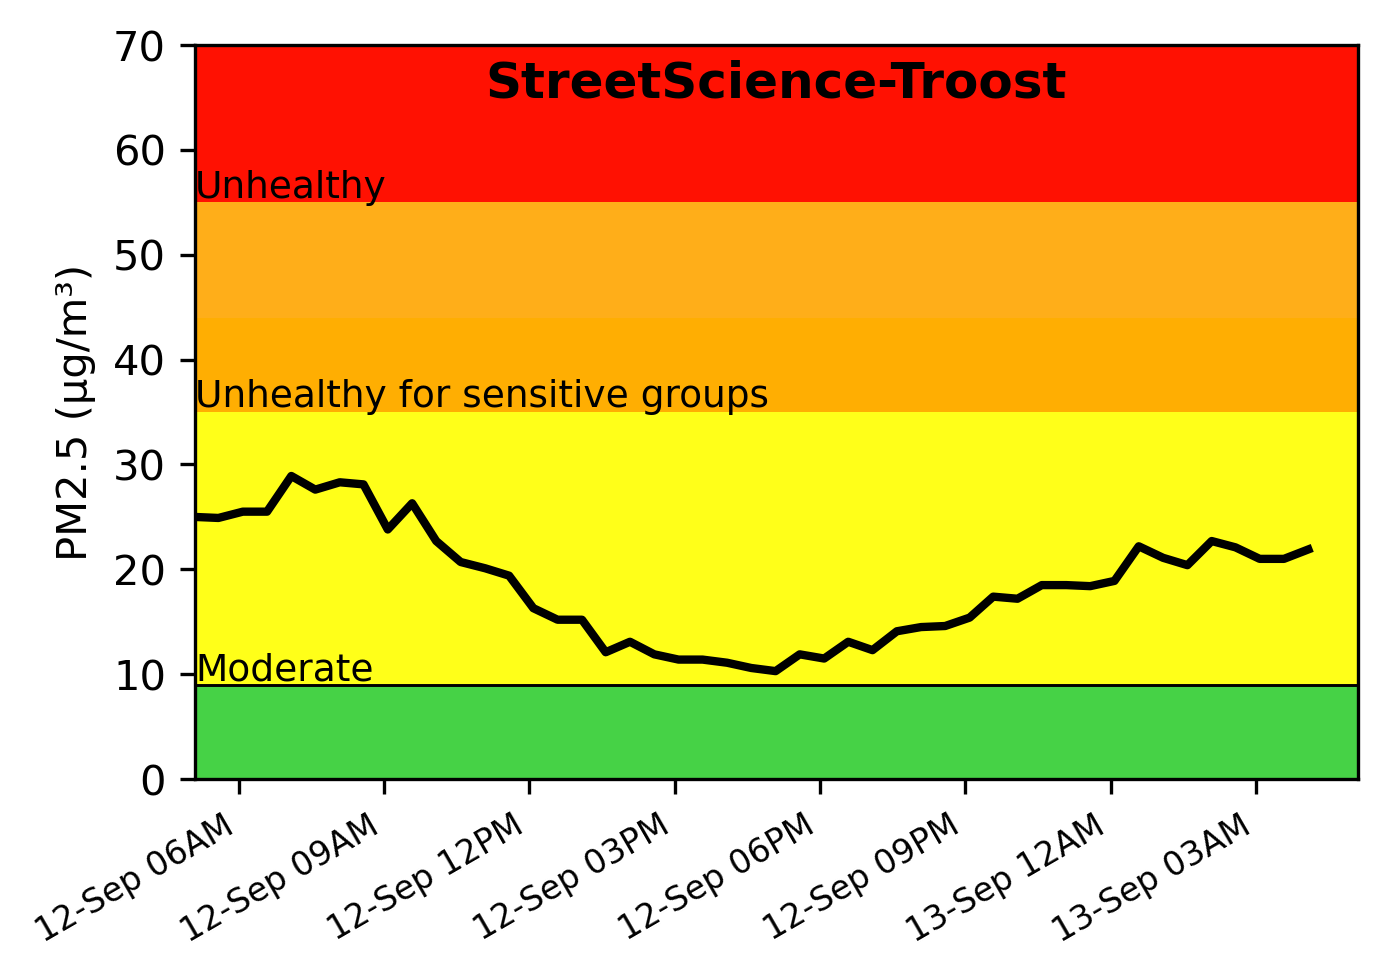 StreetScience-Troost
PM2.5 (µg/m³)
70
60
50
40
30
20
10
0
Unhealthy
Unhealthy for sensitive groups
Moderate
12-Sep 06AM
12-Sep 09AM
12-Sep 12PM
12-Sep 03PM
12-Sep 06PM
12-Sep 09PM
13-Sep 12AM
13-Sep 03AM